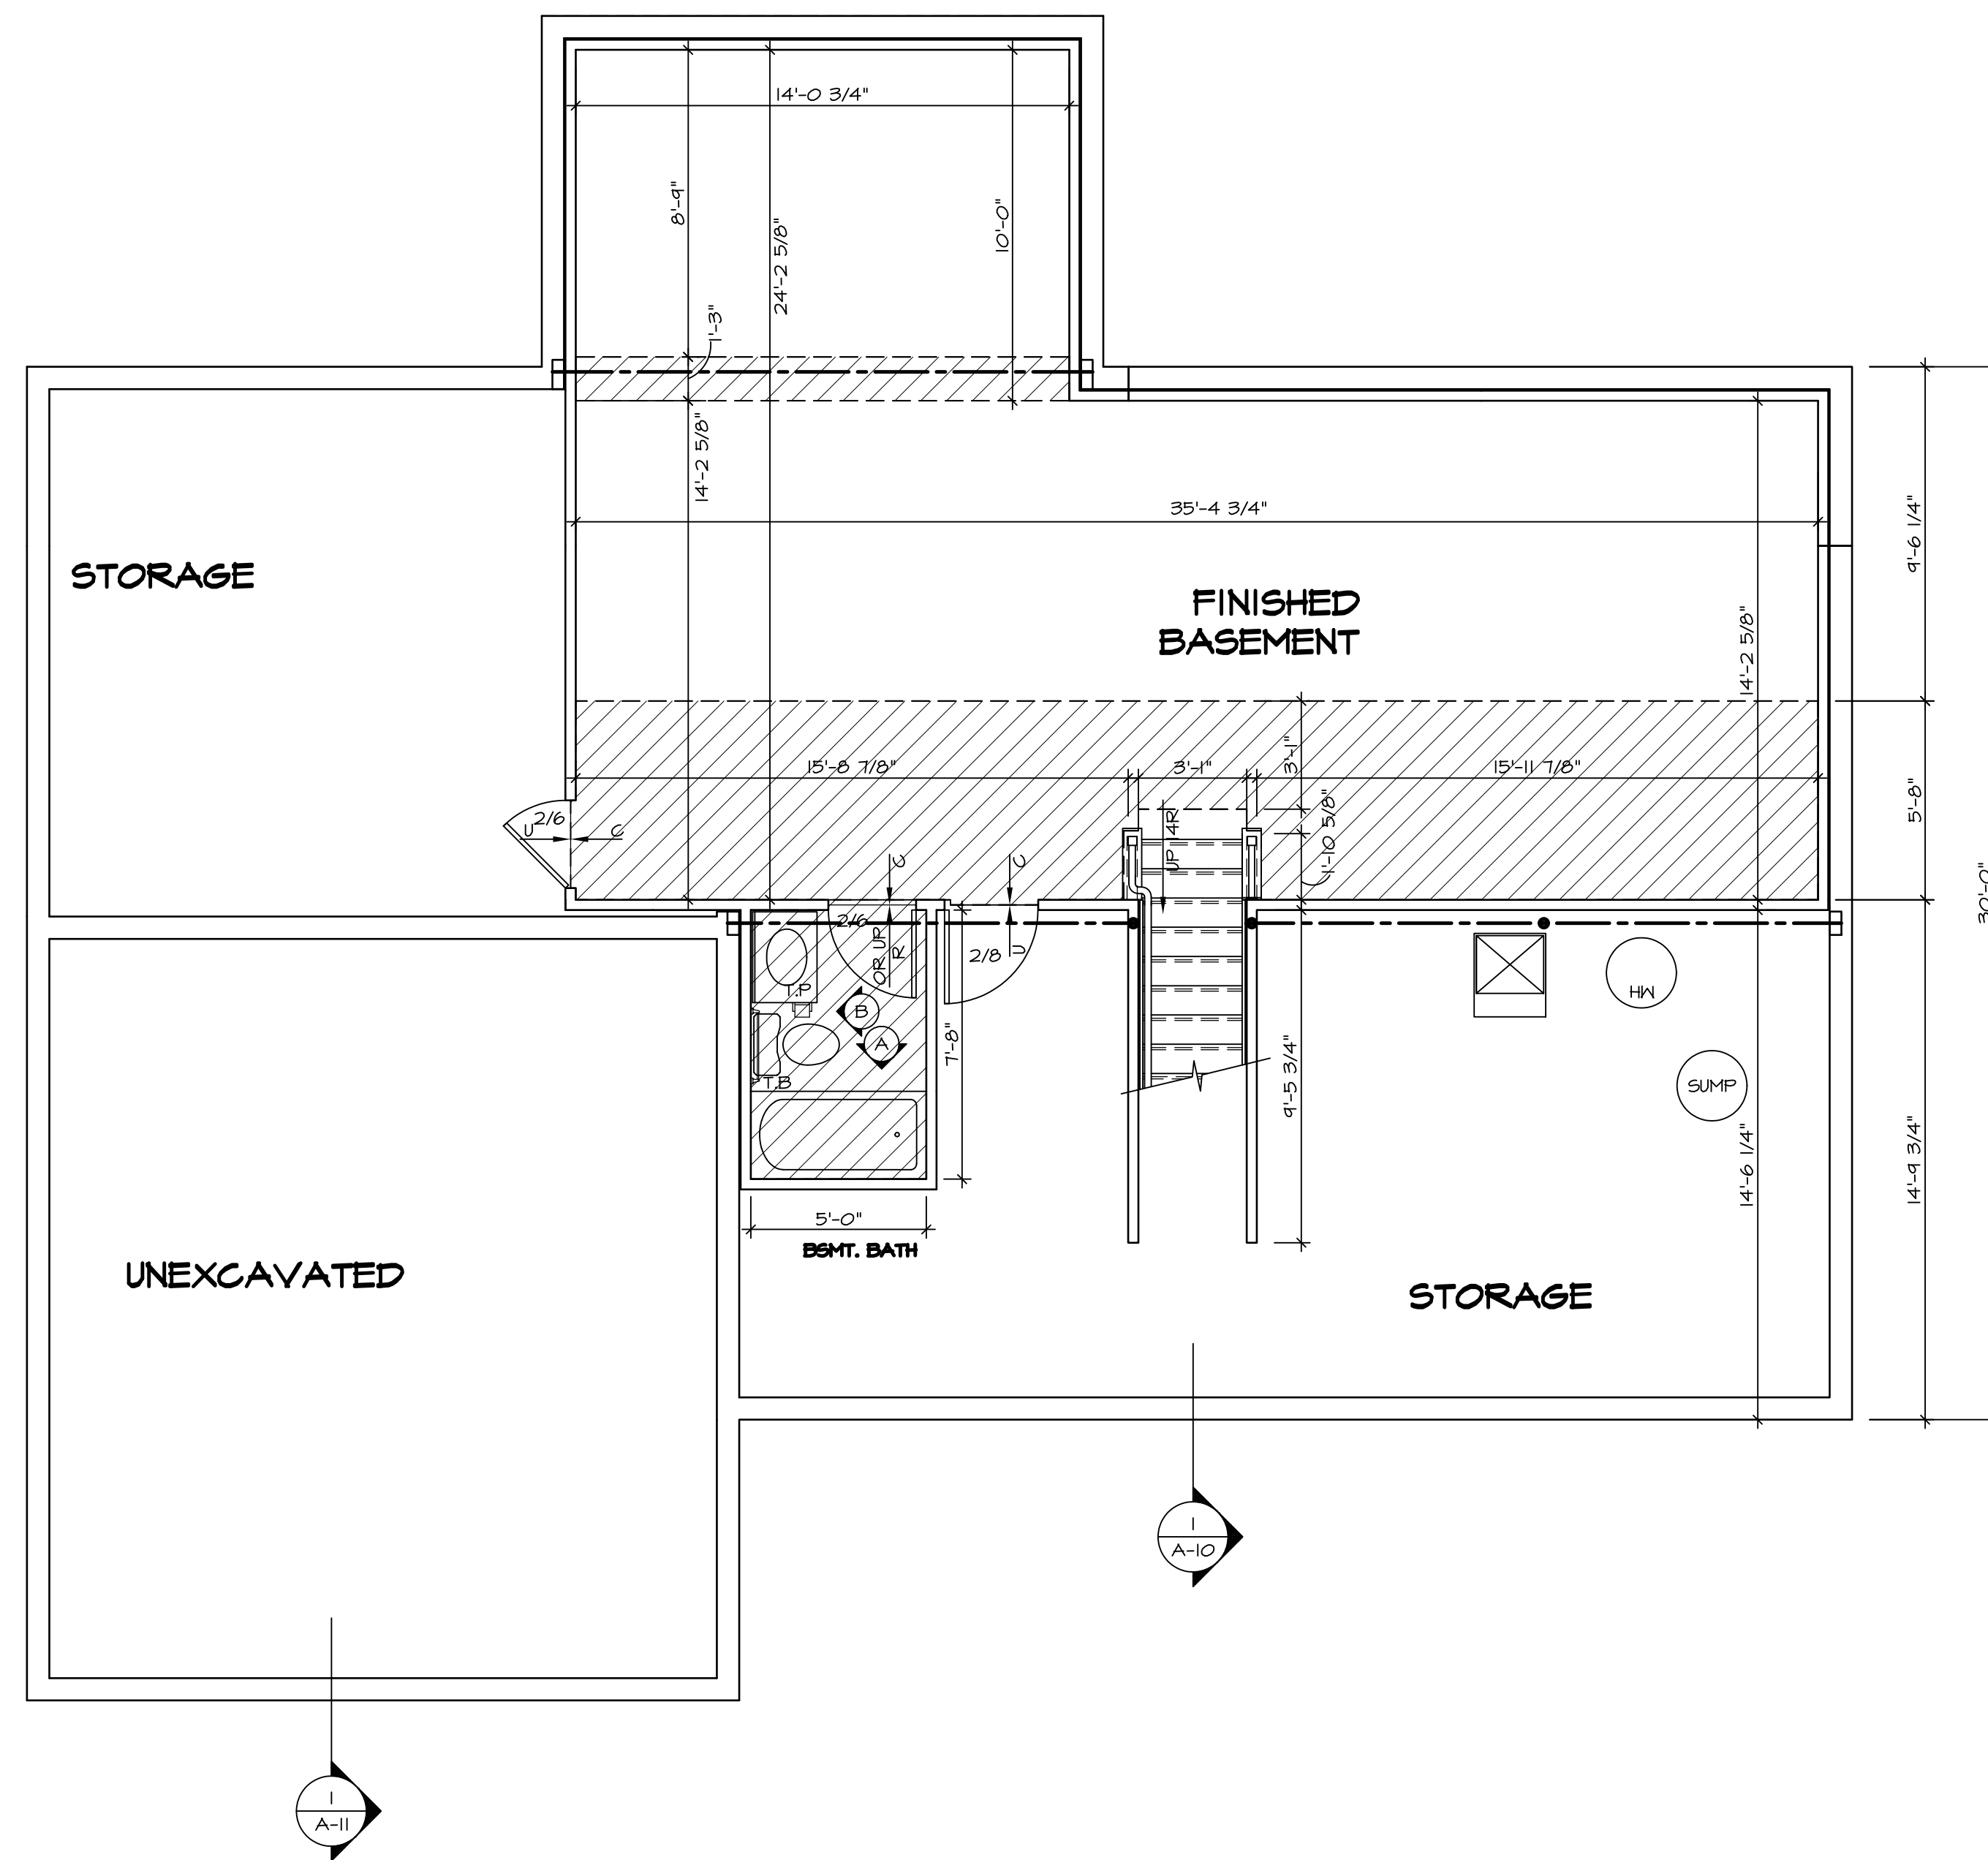 14'-0 3/4"
8'-9"
24'-2 5/8"
10'-0"
1'-3"
14'-2 5/8"
35'-4 3/4"
9'-6 1/4"
STORAGE
FINISHED
BASEMENT
14'-2 5/8"
15'-8 7/8"
3'-1"
3'-1"
15'-11 7/8"
5'-8"
2/6
U
C
C
C
UP 14R
1'-10 5/8"
30'-0"
2/6
OR UP
R
2/8
U
T.P
B
A
HW
7'-8"
T.B
SUMP
9'-5 3/4"
14'-6 1/4"
14'-9 3/4"
5'-0"
BSMT. BATH
UNEXCAVATED
STORAGE
1
A-10
1
A-11